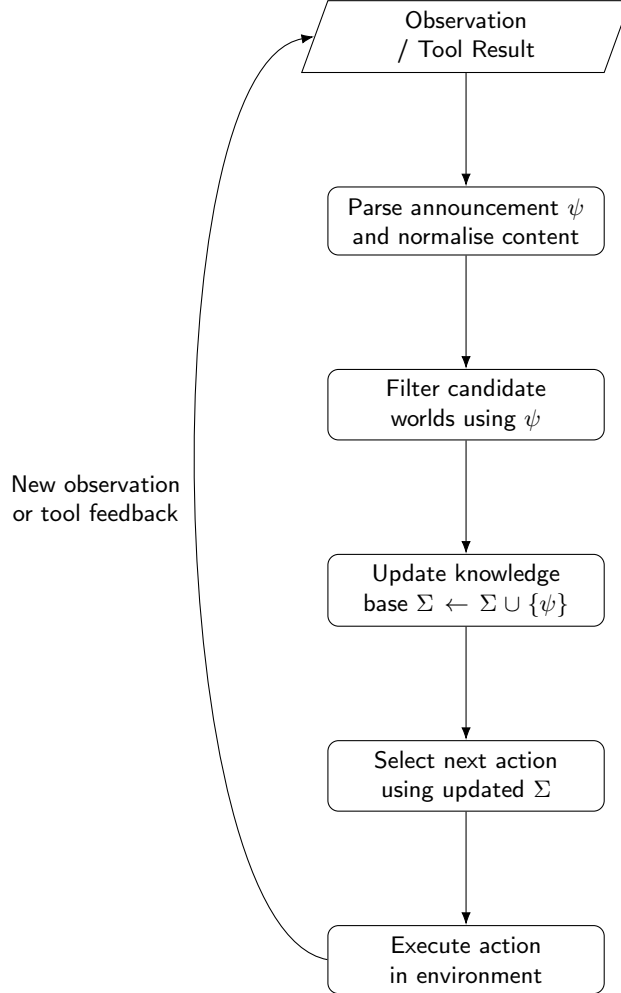 Observation
/ Tool Result
Parse announcement ψ
and normalise content
Filter candidate
worlds using ψ
New observation
or tool feedback
Update knowledge
base Σ ← Σ ∪ {ψ}
Select next action
using updated Σ
Execute action
in environment